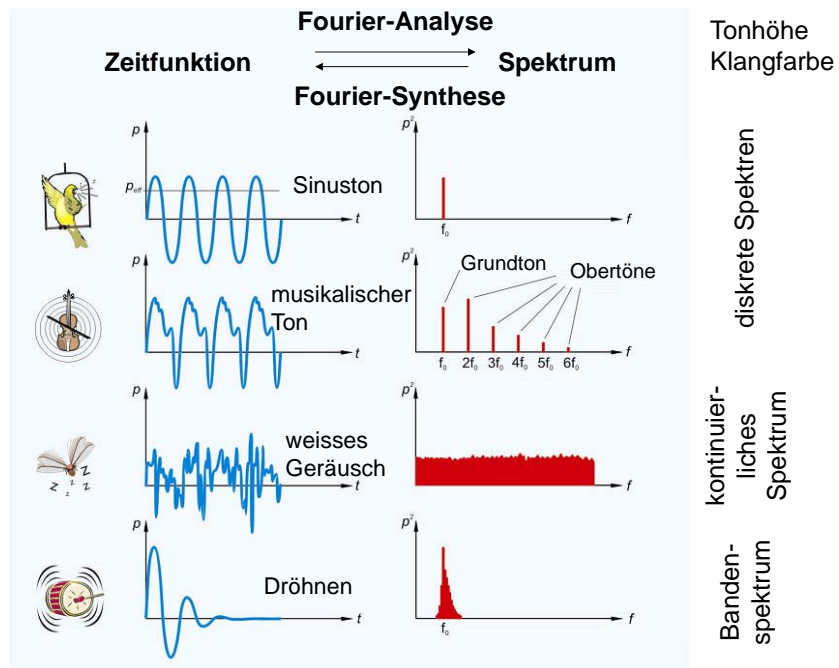 Fourier-Analyse
Zeitfunktion
Spektrum
Fourier-Synthese
Tonhöhe
Klangfarbe
p
p²
p_eff
Sinuston
t
f₀
f
diskrete Spektren
p
p²
musikalischer
Ton
Grundton
Obertöne
t
f₀ 2f₀ 3f₀ 4f₀ 5f₀ 6f₀
f
p
p²
weisses
Geräusch
z z z z z
t
f
kontinuier-
liches
Spektrum
p
p²
Dröhnen
t
f₀
f
Banden-
spektrum